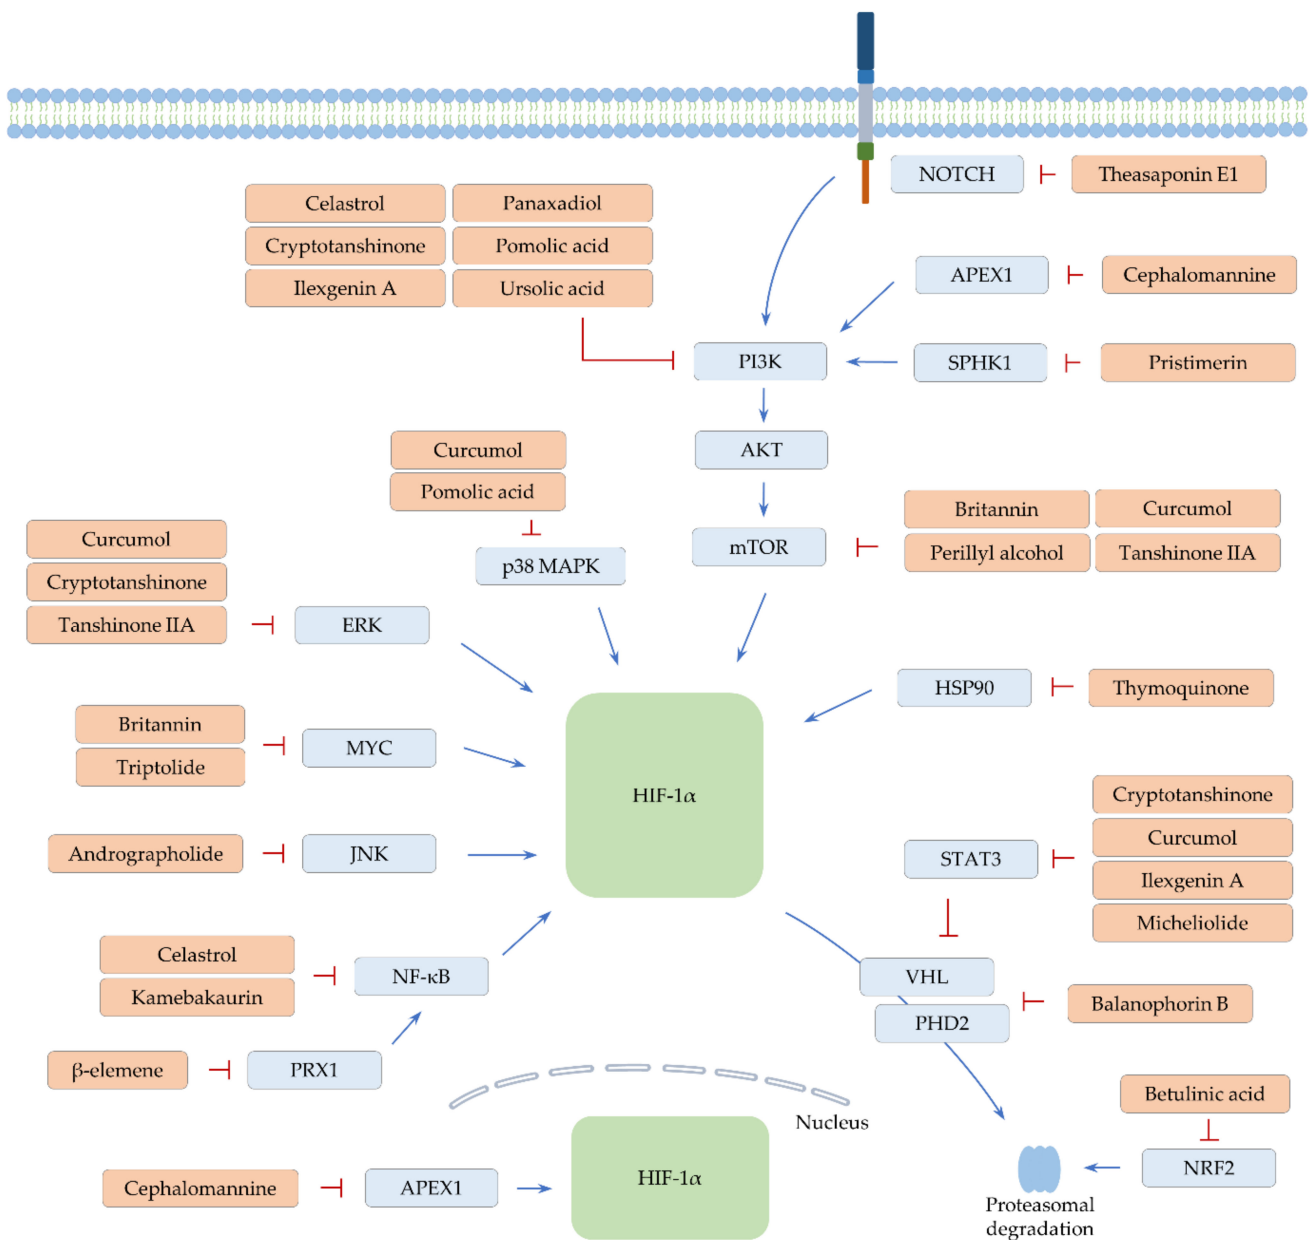 NOTCH
Theasaponin E1
Celastrol
Panaxadiol
Cryptotanshinone
Pomolic acid
Ilexgenin A
Ursolic acid
APEX1
Cephalomannine
PI3K
SPHK1
Pristimerin
AKT
Curcumol
Pomolic acid
p38 MAPK
mTOR
Britannin
Curcumol
Perillyl alcohol
Tanshinone IIA
Curcumol
Cryptotanshinone
Tanshinone IIA
ERK
HSP90
Thymoquinone
Britannin
Triptolide
MYC
HIF-1α
Andrographolide
JNK
STAT3
Cryptotanshinone
Curcumol
Ilexgenin A
Micheliolide
Celastrol
Kamebakaurin
NF-κB
VHL
PHD2
Balanophorin B
β-elemene
PRX1
Nucleus
Betulinic acid
NRF2
Cephalomannine
APEX1
HIF-1α
Proteasomal
degradation